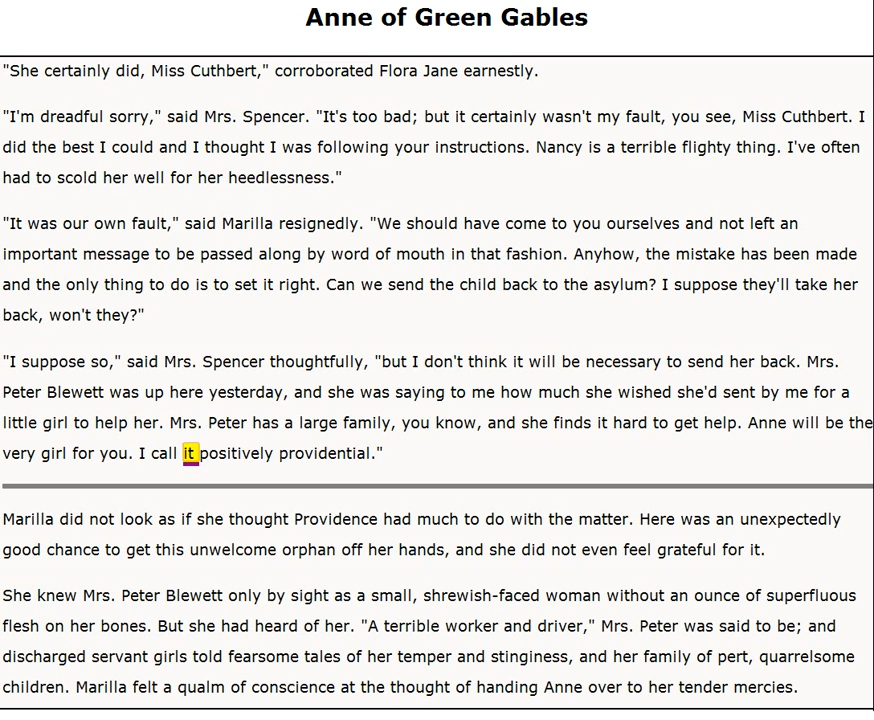 Anne of Green Gables
"She certainly did, Miss Cuthbert," corroborated Flora Jane earnestly.
"I'm dreadful sorry," said Mrs. Spencer. "It's too bad; but it certainly wasn't my fault, you see, Miss Cuthbert. I
did the best I could and I thought I was following your instructions. Nancy is a terrible flighty thing. I've often
had to scold her well for her heedlessness."
"It was our own fault," said Marilla resignedly. "We should have come to you ourselves and not left an
important message to be passed along by word of mouth in that fashion. Anyhow, the mistake has been made
and the only thing to do is to set it right. Can we send the child back to the asylum? I suppose they'll take her
back, won't they?"
"I suppose so," said Mrs. Spencer thoughtfully, "but I don't think it will be necessary to send her back. Mrs.
Peter Blewett was up here yesterday, and she was saying to me how much she wished she'd sent by me for a
little girl to help her. Mrs. Peter has a large family, you know, and she finds it hard to get help. Anne will be the
very girl for you. I call it positively providential."
Marilla did not look as if she thought Providence had much to do with the matter. Here was an unexpectedly
good chance to get this unwelcome orphan off her hands, and she did not even feel grateful for it.
She knew Mrs. Peter Blewett only by sight as a small, shrewish-faced woman without an ounce of superfluous
flesh on her bones. But she had heard of her. "A terrible worker and driver," Mrs. Peter was said to be; and
discharged servant girls told fearsome tales of her temper and stinginess, and her family of pert, quarrelsome
children. Marilla felt a qualm of conscience at the thought of handing Anne over to her tender mercies.